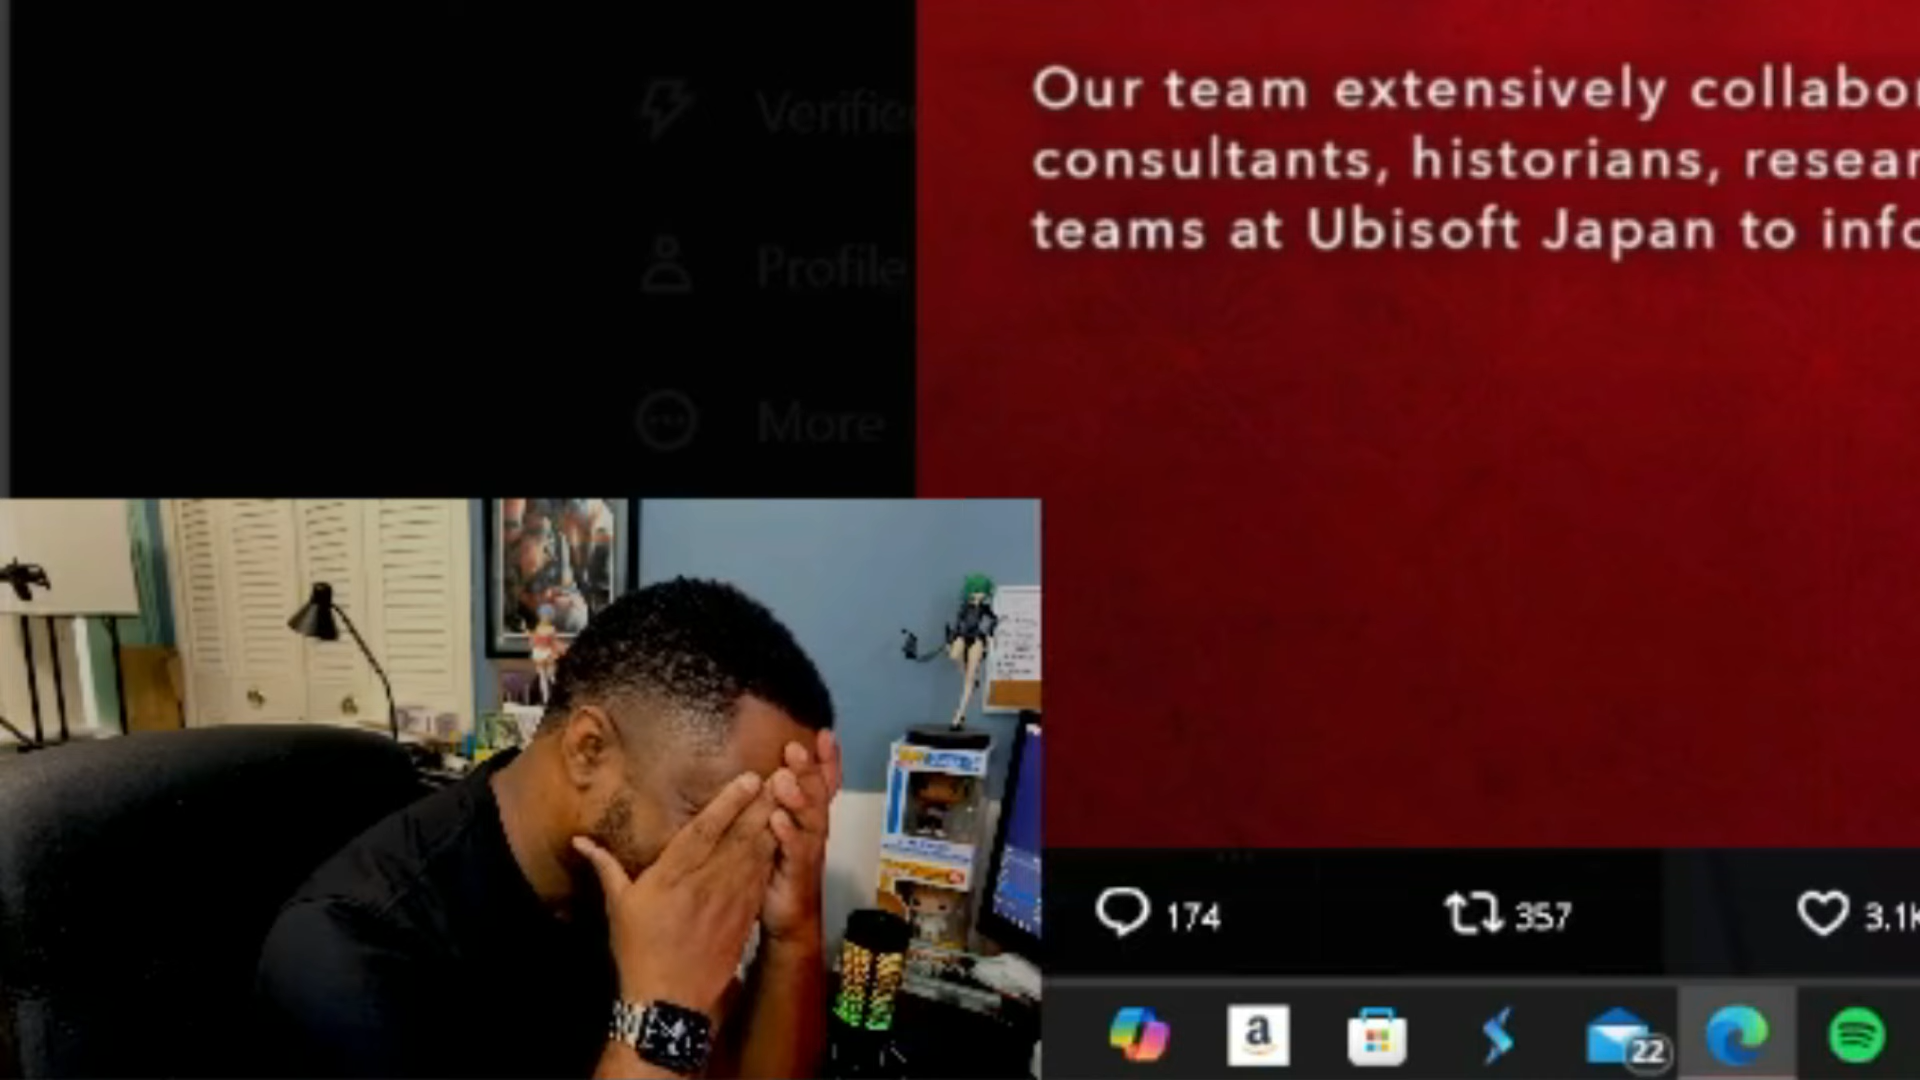 Verified
Profile
More
Our team extensively collabor
consultants, historians, resear
teams at Ubisoft Japan to info
174
357
3.1K
a
22